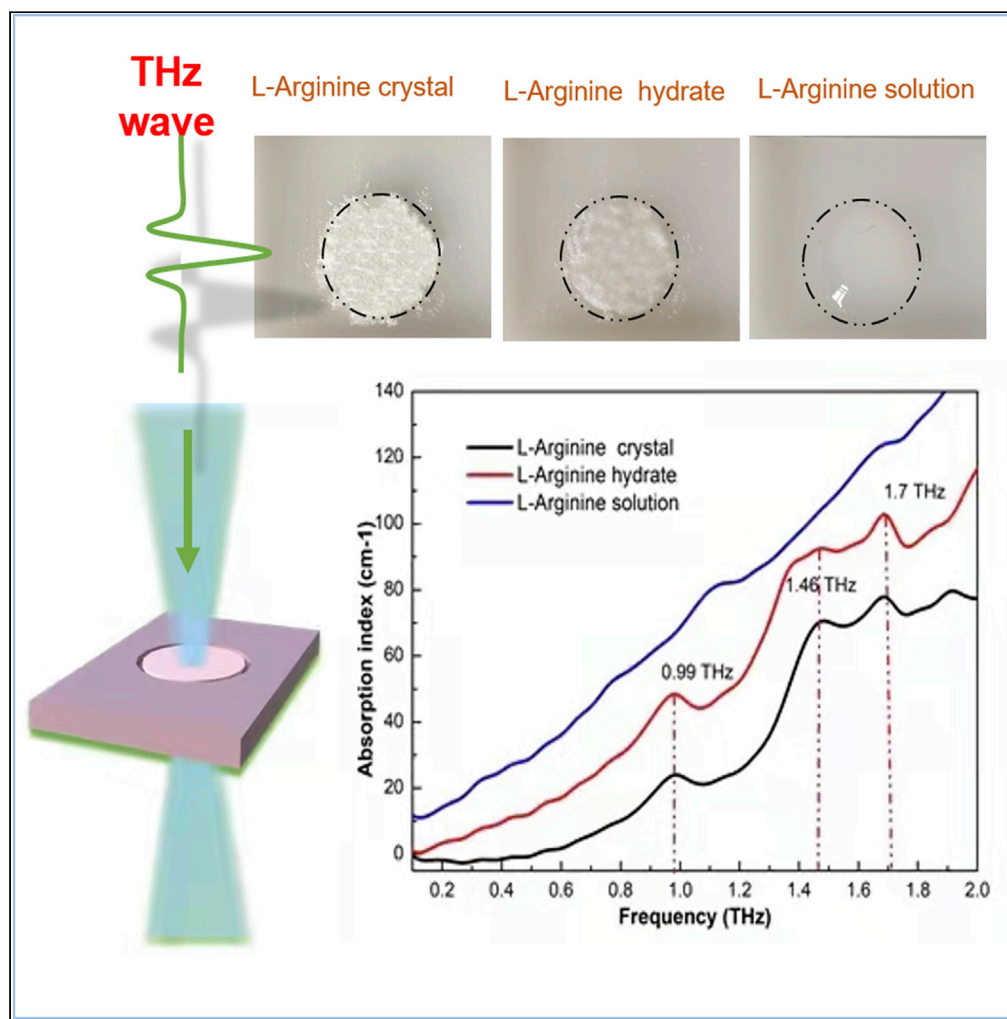 THz
wave
L-Arginine crystal
L-Arginine hydrate
L-Arginine solution
140
120
100
80
60
40
20
0
Absorption index (cm-1)
L-Arginine crystal
L-Arginine hydrate
L-Arginine solution
0.99 THz
1.46 THz
1.7 THz
0.2
0.4
0.6
0.8
1.0
1.2
1.4
1.6
1.8
2.0
Frequency (THz)